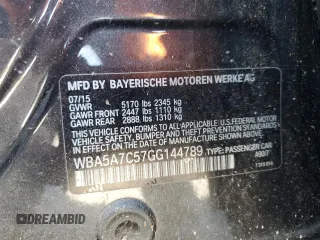 MFD BY BAYERISCHE MOTOREN WERKE AG
07/15
GVWR 5170 lbs 2345 kg
GAWR FRONT 2447 lbs 1110 kg
GAWR REAR 2888 lbs 1310 kg
THIS VEHICLE CONFORMS TO ALL APPLICABLE
FEDERAL MOTOR VEHICLE SAFETY,
BUMPER, AND THEFT PREVENTION
STANDARDS IN EFFECT ON THE DATE OF
MANUFACTURE SHOWN ABOVE.
WBA5A7C57GG144789 TYPE: PASSENGER CAR
DREAMBID